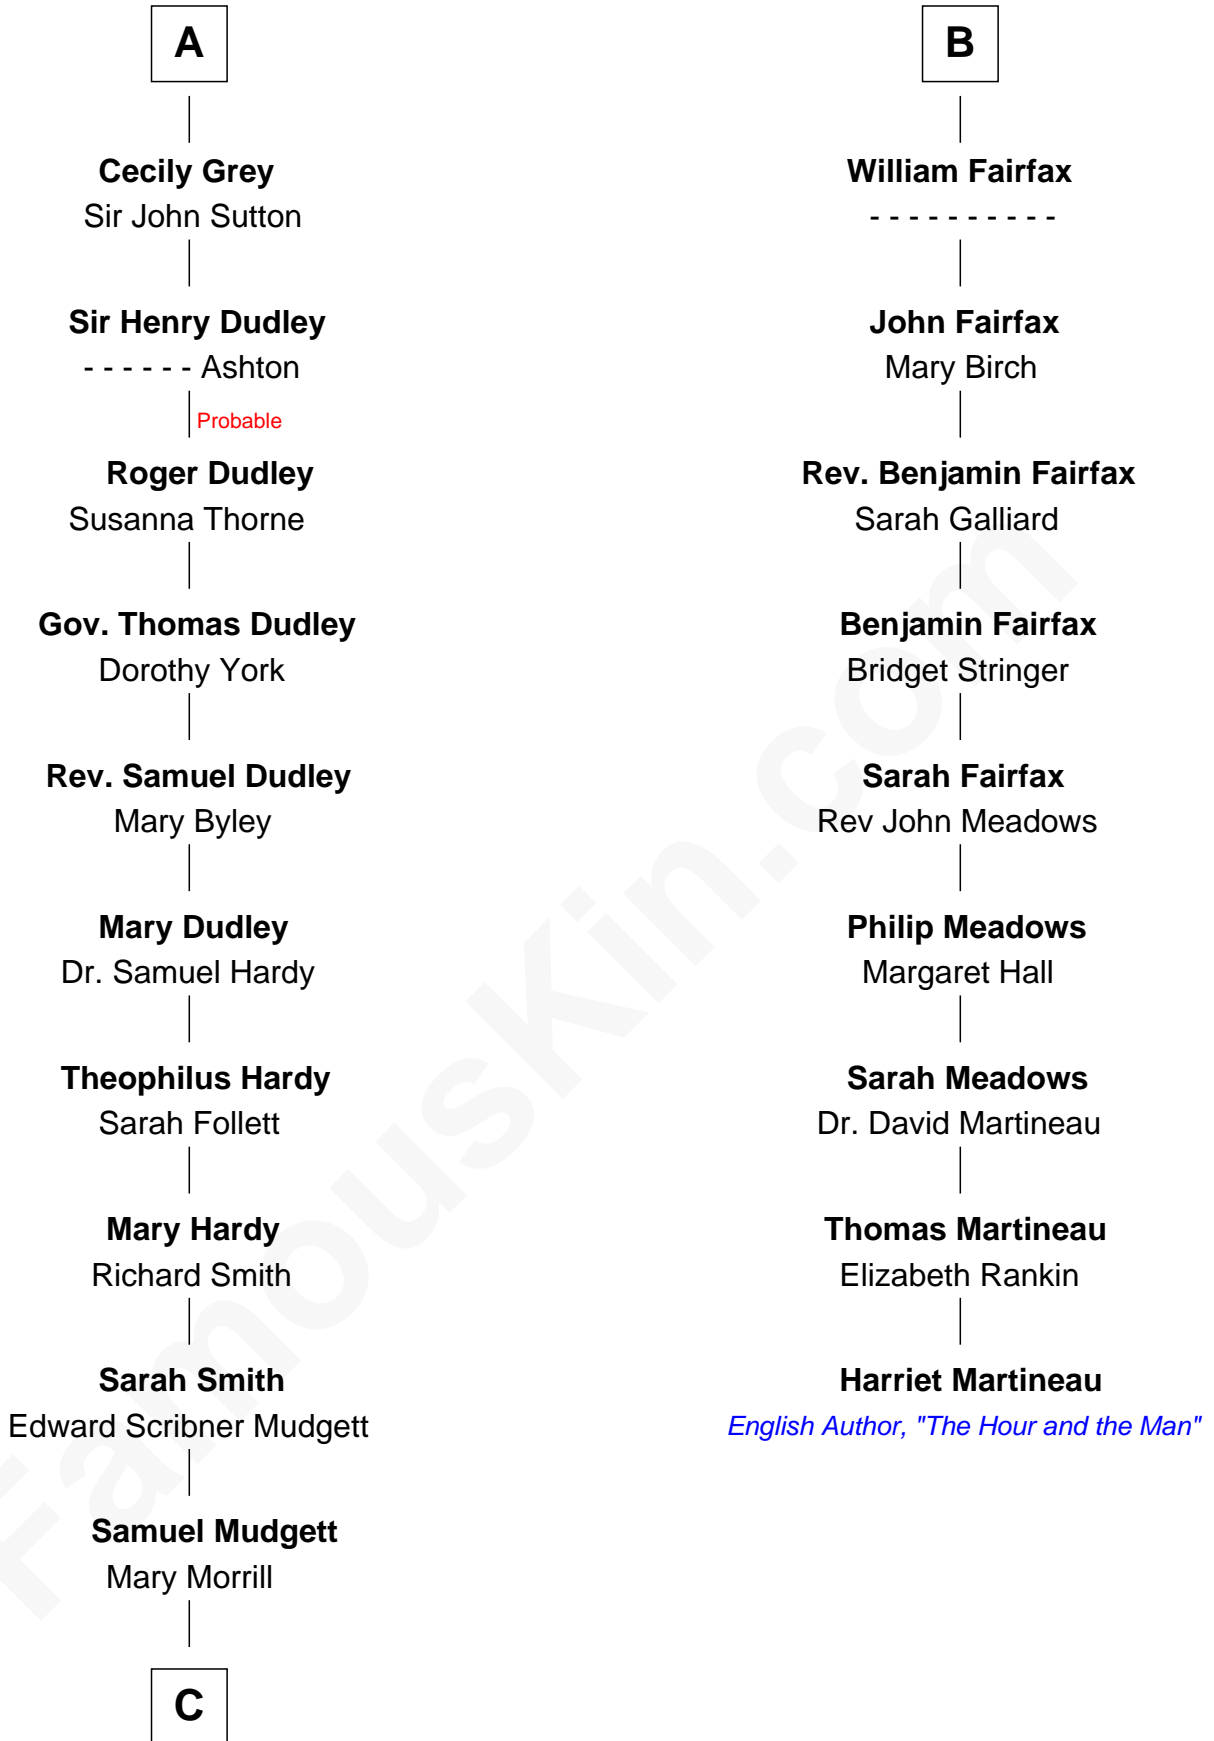 A
Cecily Grey
Sir John Sutton
Sir Henry Dudley
- - - - - - Ashton
Probable
Roger Dudley
Susanna Thorne
Gov. Thomas Dudley
Dorothy York
Rev. Samuel Dudley
Mary Byley
Mary Dudley
Dr. Samuel Hardy
Theophilus Hardy
Sarah Follett
Mary Hardy
Richard Smith
Sarah Smith
Edward Scribner Mudgett
Samuel Mudgett
Mary Morrill
C
B
William Fairfax
- - - - - - - - - -
John Fairfax
Mary Birch
Rev. Benjamin Fairfax
Sarah Galliard
Benjamin Fairfax
Bridget Stringer
Sarah Fairfax
Rev John Meadows
Philip Meadows
Margaret Hall
Sarah Meadows
Dr. David Martineau
Thomas Martineau
Elizabeth Rankin
Harriet Martineau
English Author, "The Hour and the Man"
FamousKin.com